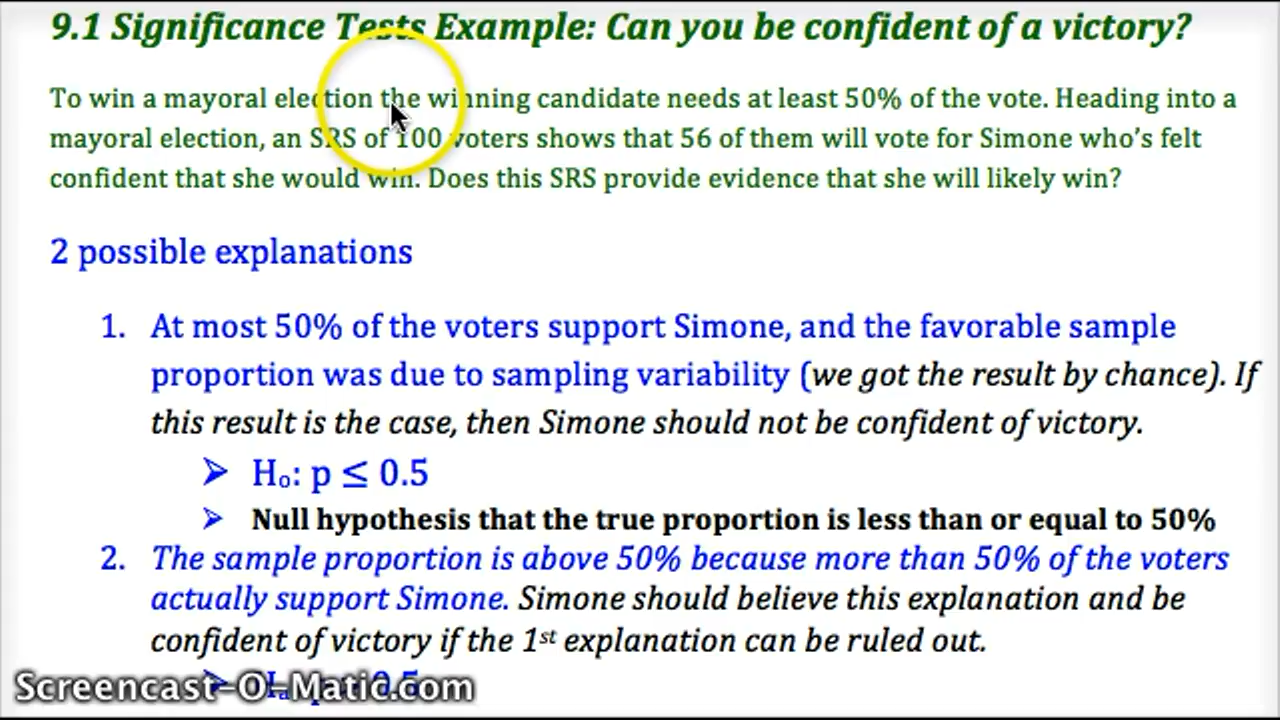 9.1 Significance Tests Example: Can you be confident of a victory?
To win a mayoral election the winning candidate needs at least 50% of the vote. Heading into a
mayoral election, an SRS of 100 voters shows that 56 of them will vote for Simone who's felt
confident that she would win. Does this SRS provide evidence that she will likely win?
2 possible explanations
1. At most 50% of the voters support Simone, and the favorable sample
proportion was due to sampling variability (we got the result by chance). If
this result is the case, then Simone should not be confident of victory.
➢ H₀: p ≤ 0.5
➢ Null hypothesis that the true proportion is less than or equal to 50%
2. The sample proportion is above 50% because more than 50% of the voters
actually support Simone. Simone should believe this explanation and be
confident of victory if the 1st explanation can be ruled out.
Screencast-O-Matic.com